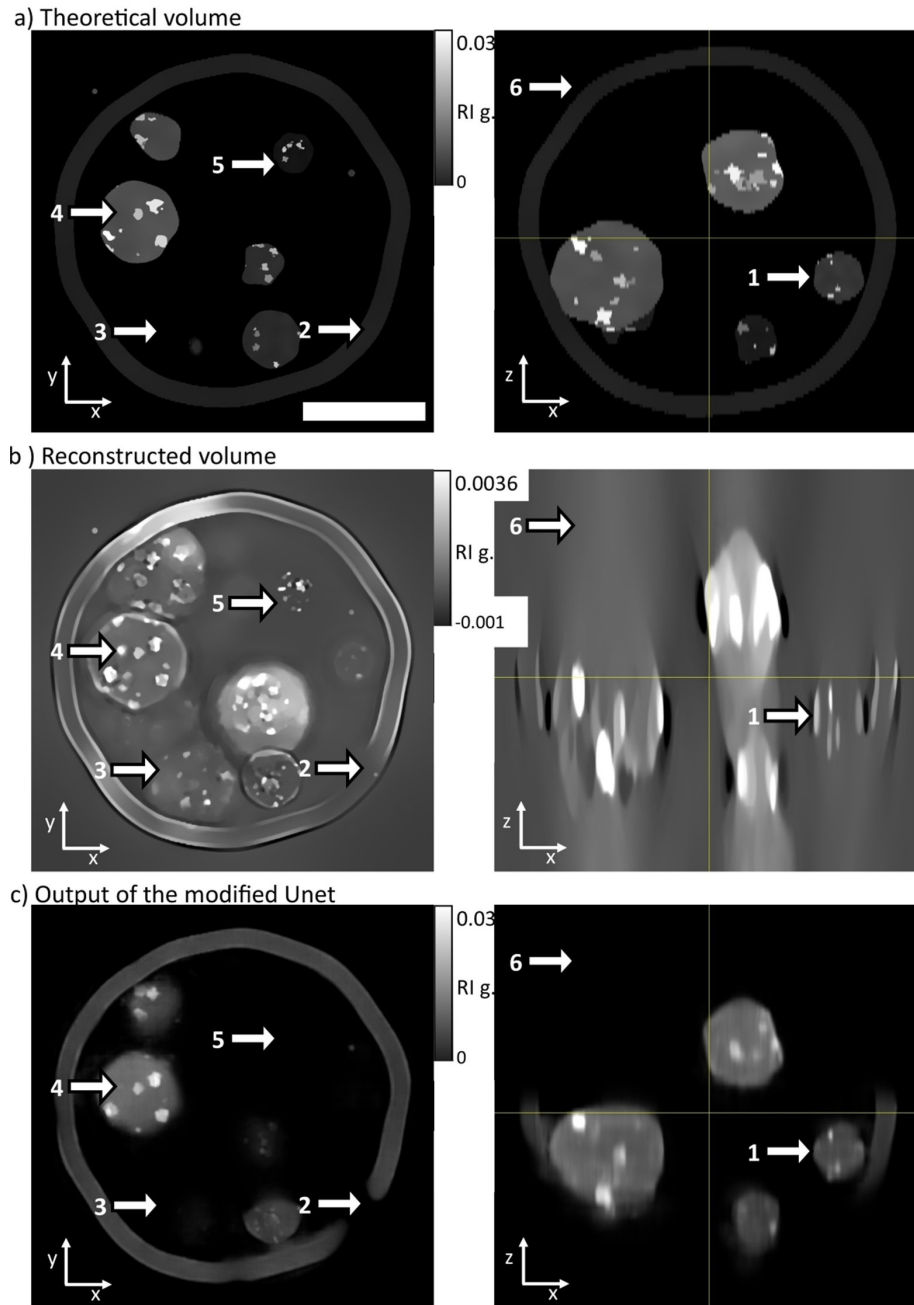 a) Theoretical volume
0.03
RI g.
0
6
5
4
1
3
2
y
x
z
x
b ) Reconstructed volume
0.0036
RI g.
-0.001
6
5
4
1
3
2
y
x
z
x
c) Output of the modified Unet
0.03
RI g.
0
6
5
4
1
3
2
y
x
z
x